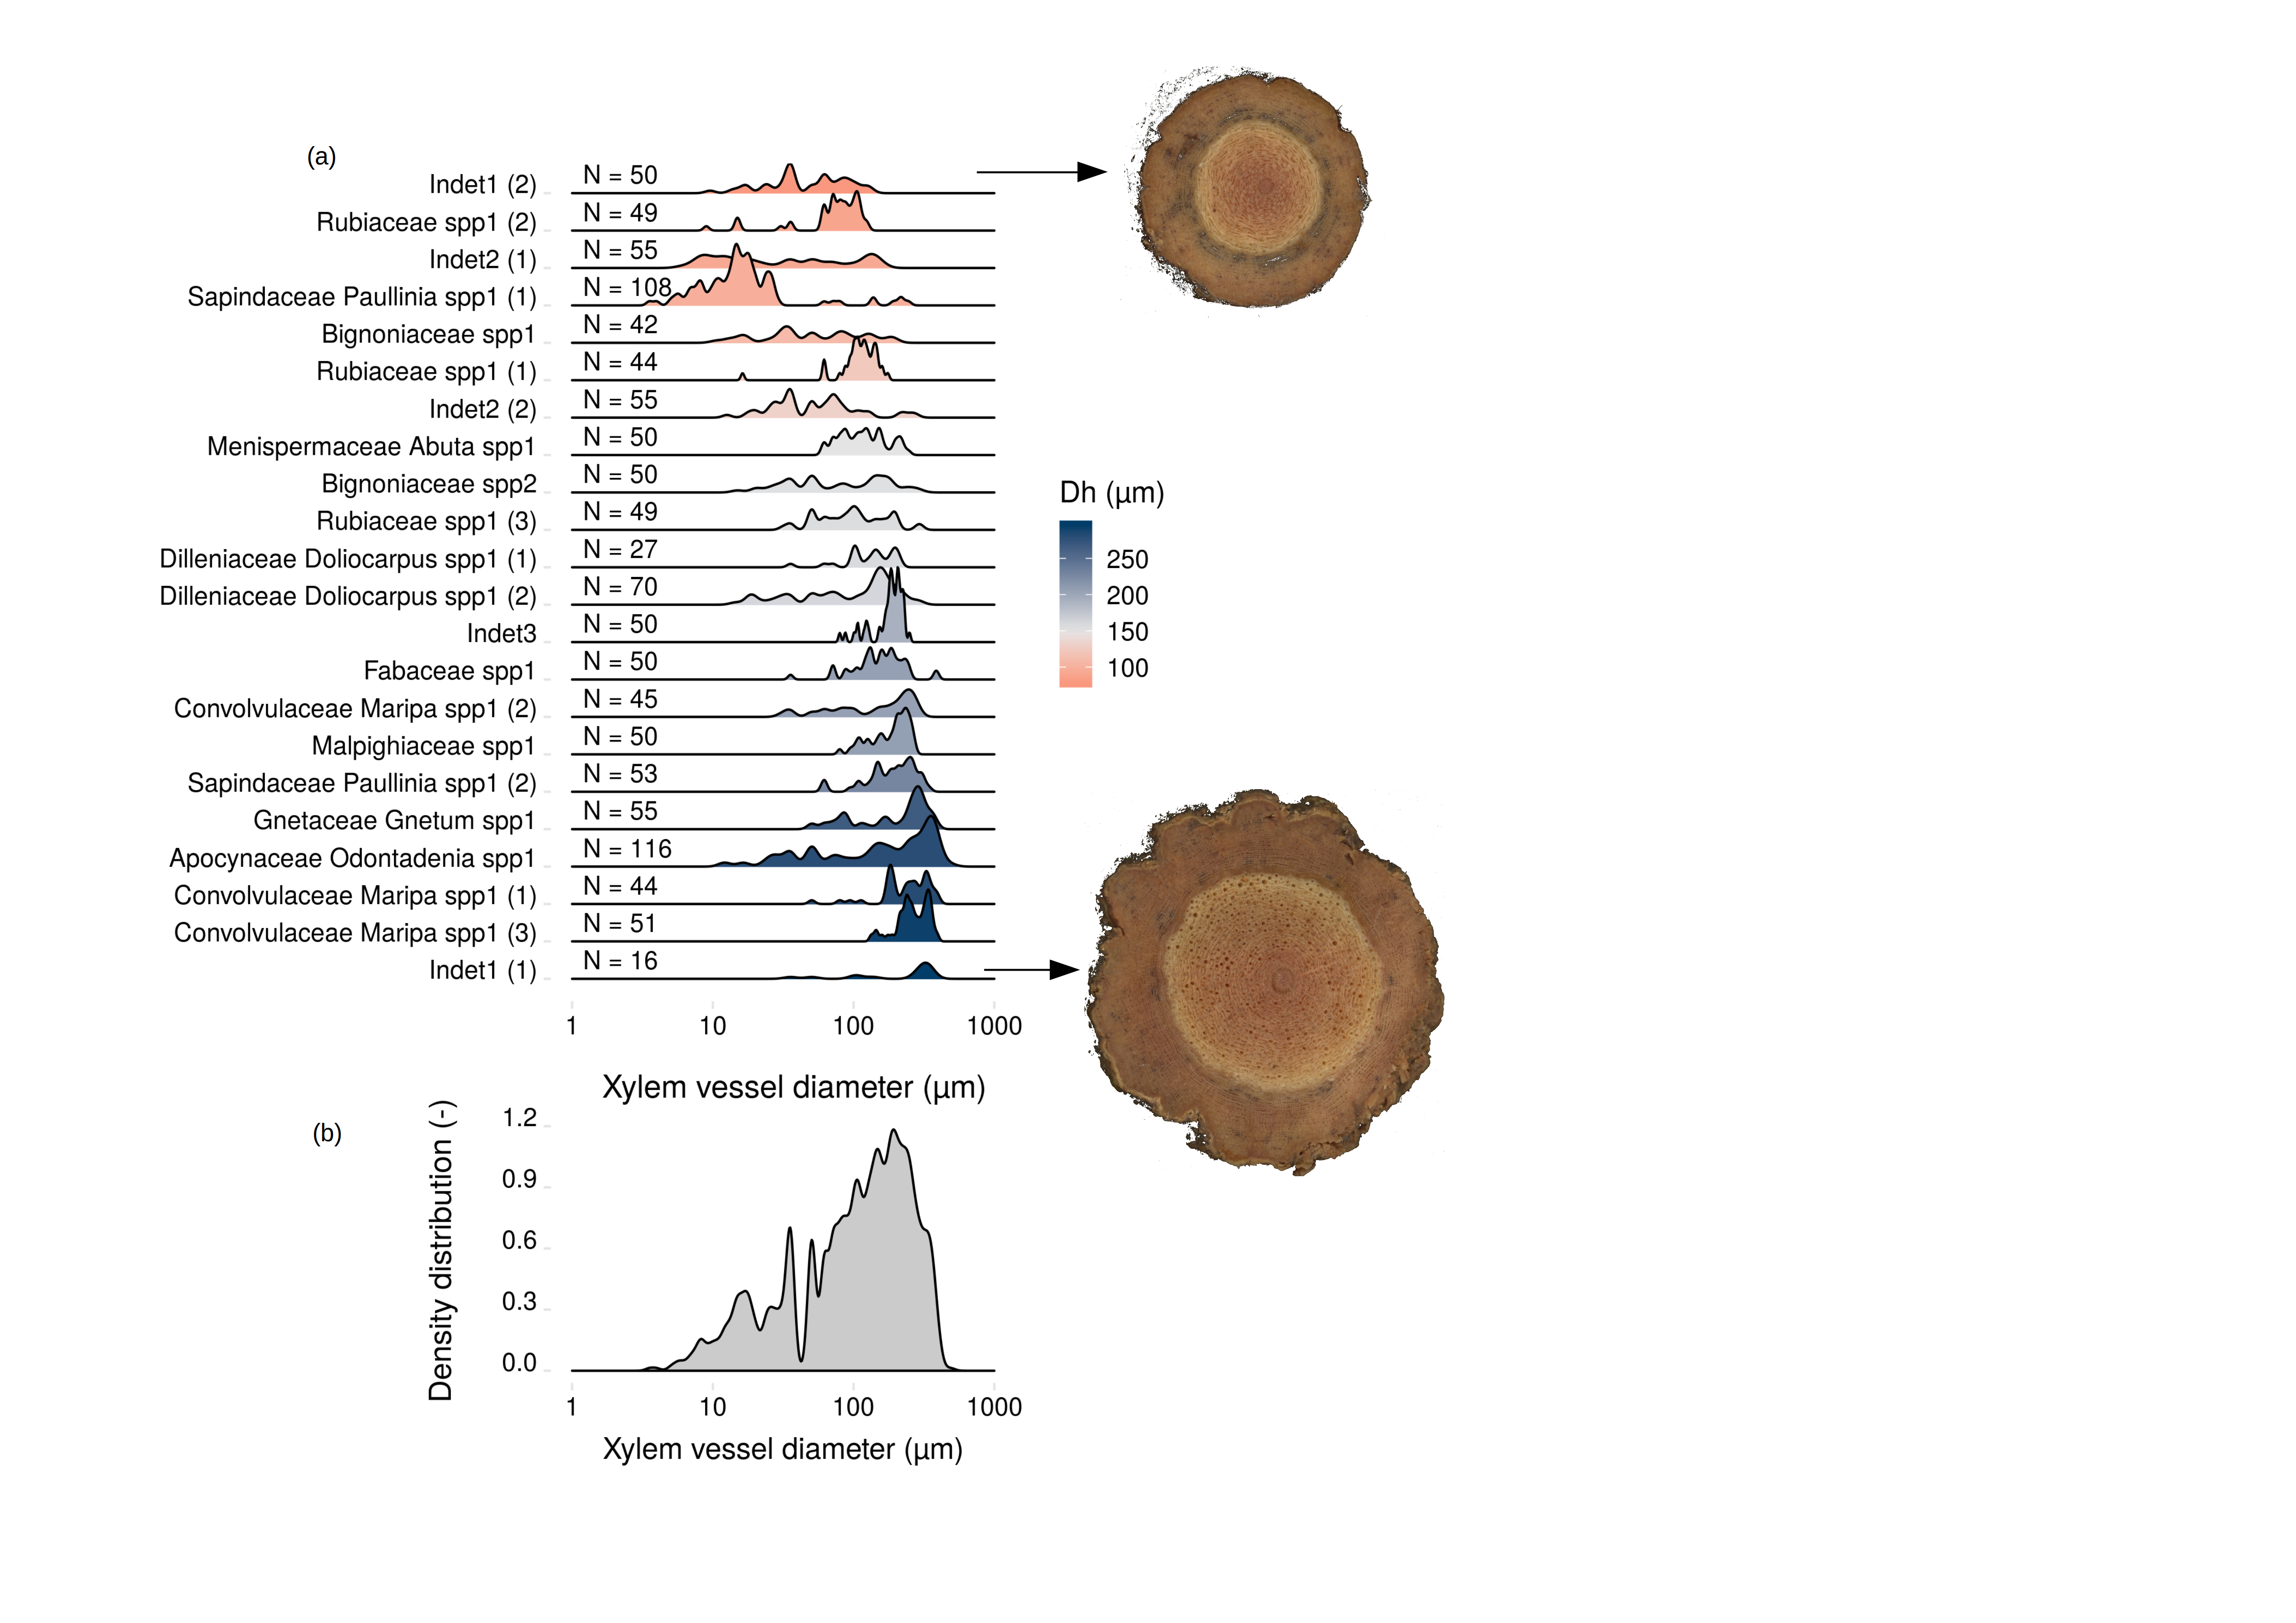 (a)
Indet1 (2) N = 50
Rubiaceae spp1 (2) N = 49
Indet2 (1) N = 55
Sapindaceae Paullinia spp1 (1) N = 108
Bignoniaceae spp1 N = 42
Rubiaceae spp1 (1) N = 44
Indet2 (2) N = 55
Menispermaceae Abuta spp1 N = 50
Bignoniaceae spp2 N = 50
Rubiaceae spp1 (3) N = 49
Dilleniaceae Doliocarpus spp1 (1) N = 27
Dilleniaceae Doliocarpus spp1 (2) N = 70
Indet3 N = 50
Fabaceae spp1 N = 50
Convolvulaceae Maripa spp1 (2) N = 45
Malpighiaceae spp1 N = 50
Sapindaceae Paullinia spp1 (2) N = 53
Gnetaceae Gnetum spp1 N = 55
Apocynaceae Odontadenia spp1 N = 116
Convolvulaceae Maripa spp1 (1) N = 44
Convolvulaceae Maripa spp1 (3) N = 51
Indet1 (1) N = 16
1 10 100 1000
Xylem vessel diameter (µm)
Dh (µm)
250
200
150
100
(b)
Density distribution (-)
1.2
0.9
0.6
0.3
0.0
1 10 100 1000
Xylem vessel diameter (µm)